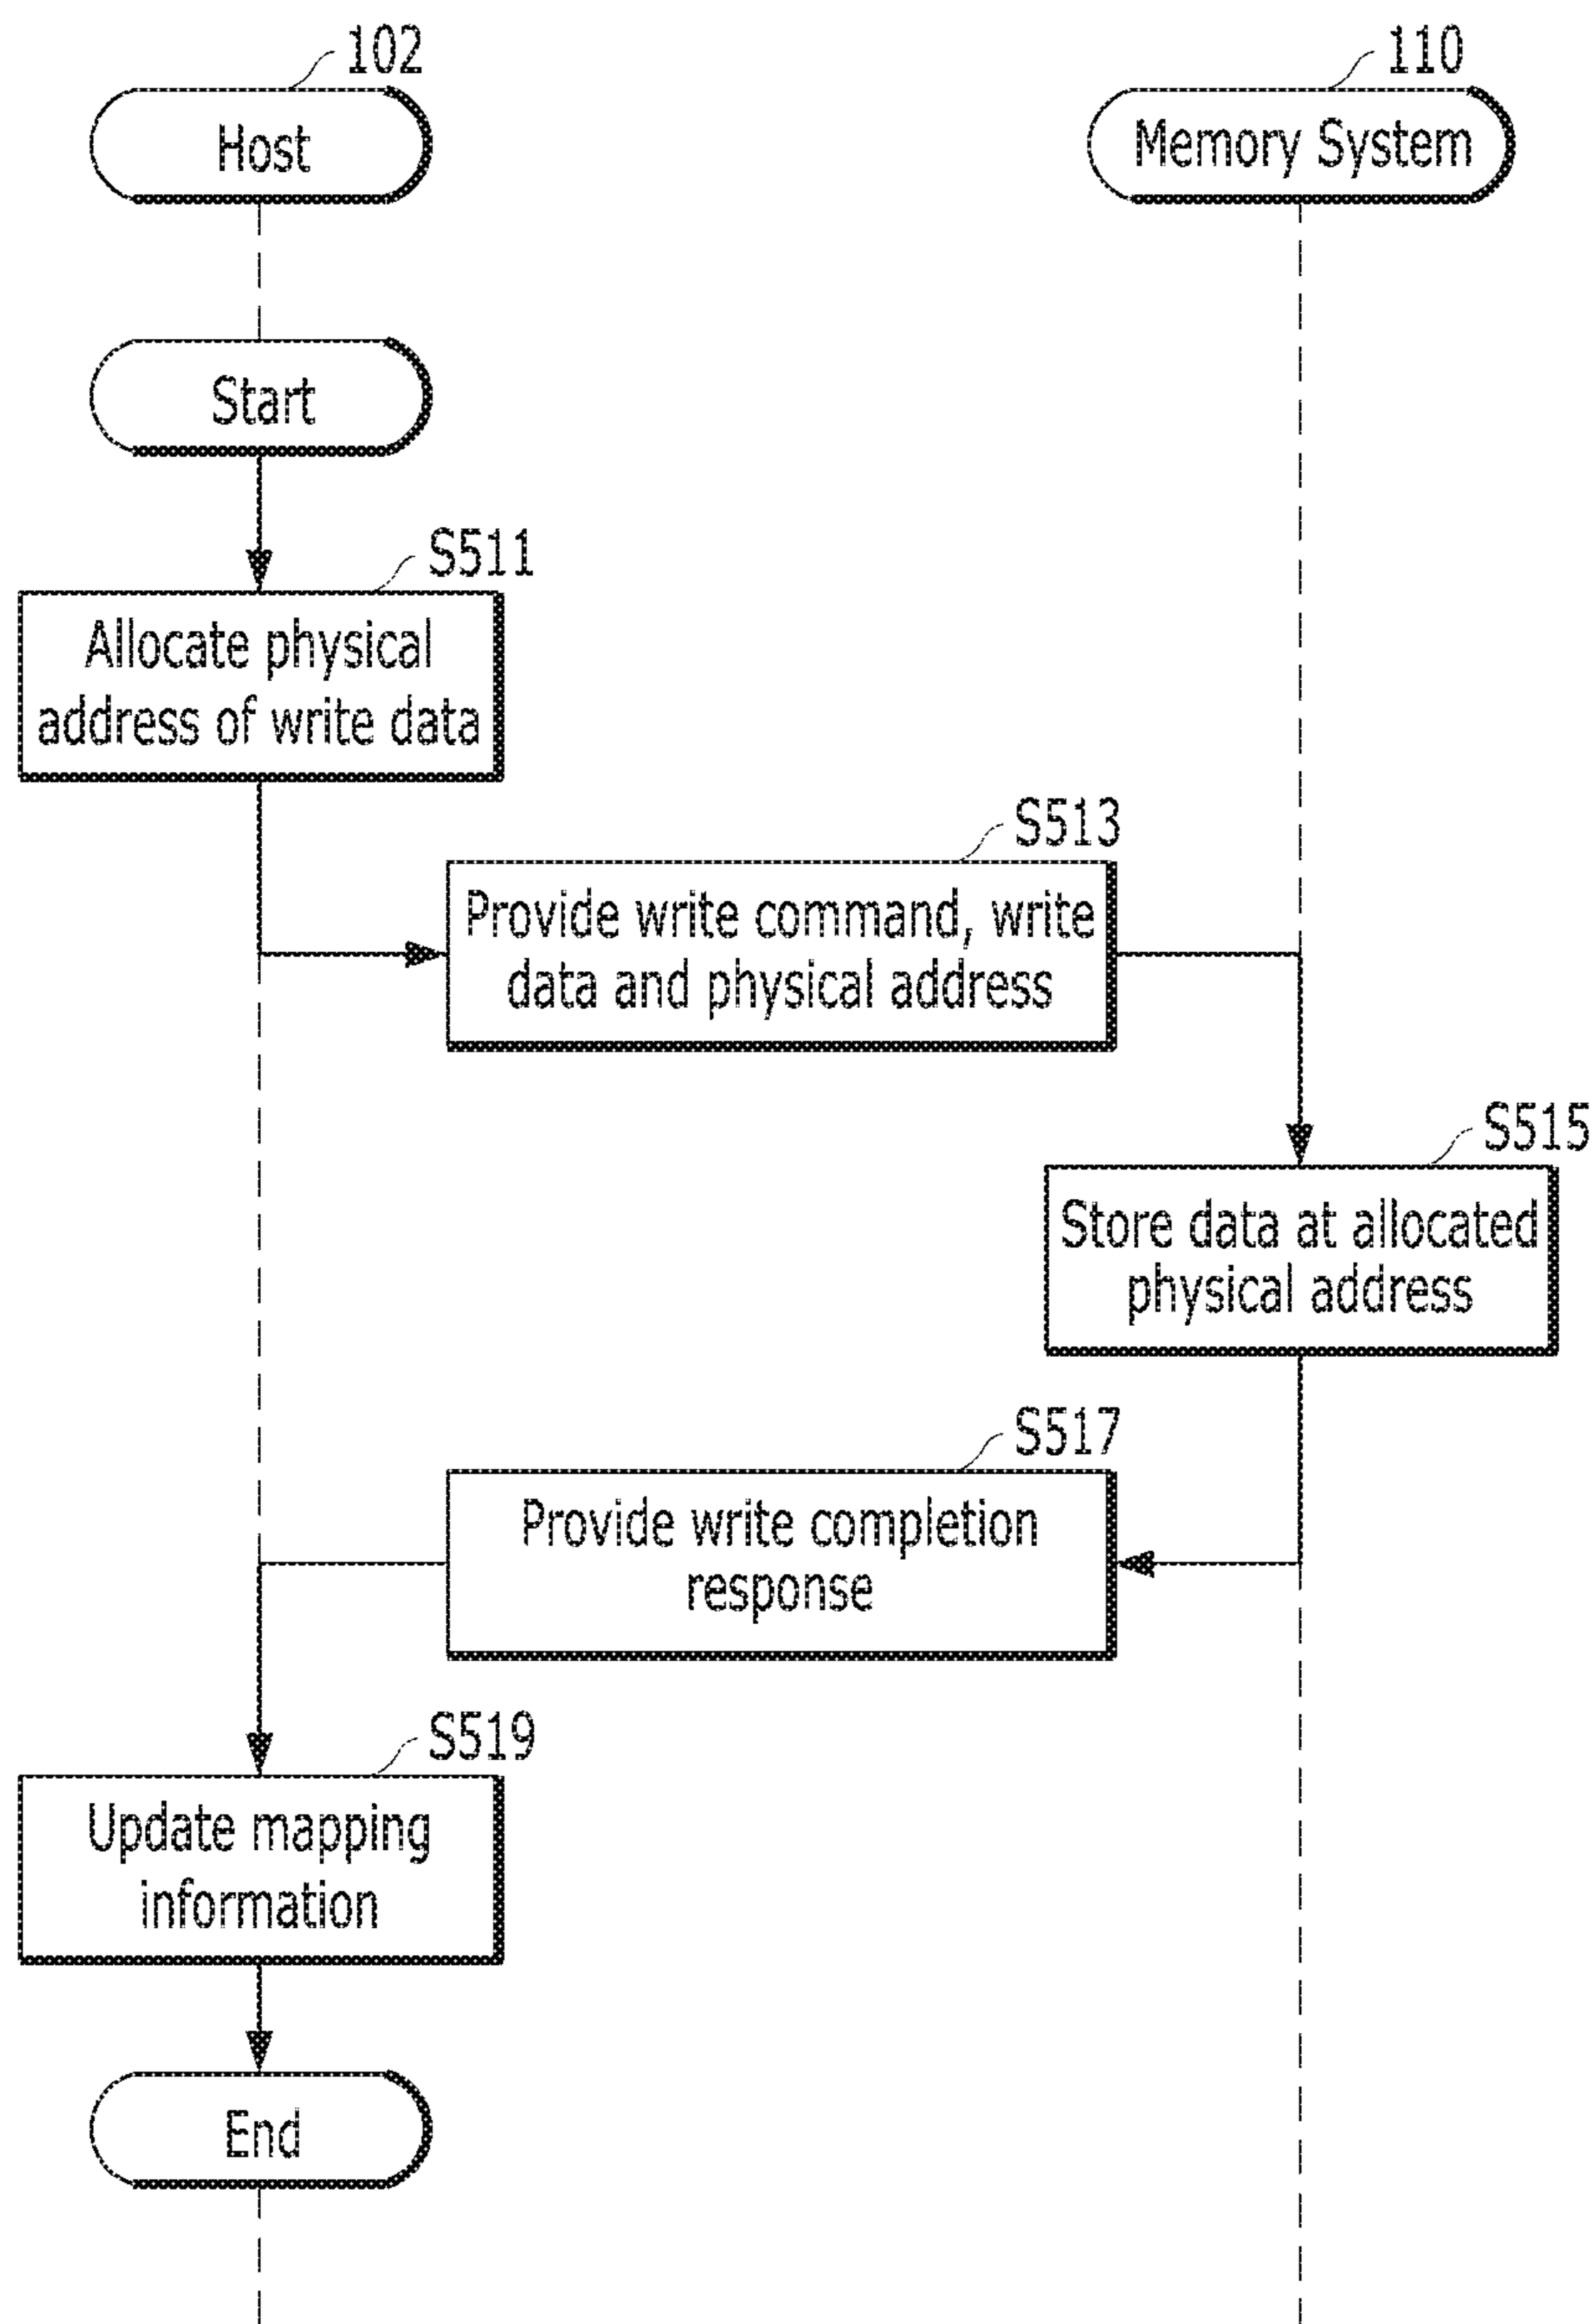 102
110
Host
Memory System
Start
S511
Allocate physical
address of write data
S513
Provide write command, write
data and physical address
S515
Store data at allocated
physical address
S517
Provide write completion
response
S519
Update mapping
information
End